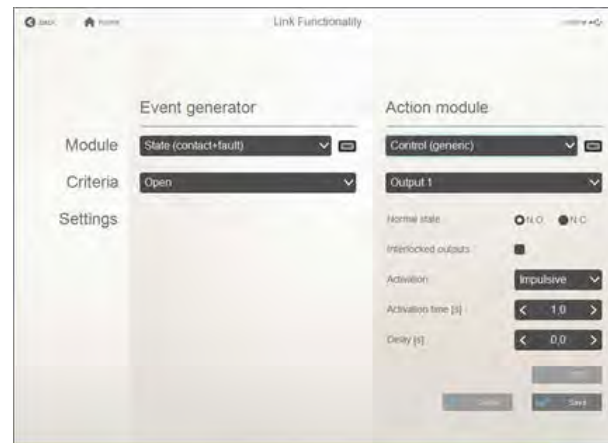 BACK HOME Link Functionality
Event generator Action module
Module State (contact+fault) Control (generic)
Criteria Open Output 1
Settings Normal state N.O. N.C.
Interlocked outputs
Activation Impulsive
Activation time [s] 1,0
Delay [s] 0,0
Save